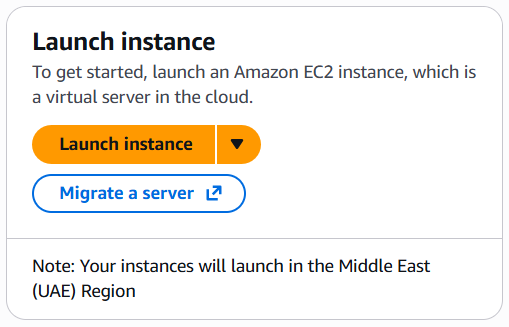 Launch instance
To get started, launch an Amazon EC2 instance, which is
a virtual server in the cloud.
Launch instance
Migrate a server
Note: Your instances will launch in the Middle East
(UAE) Region